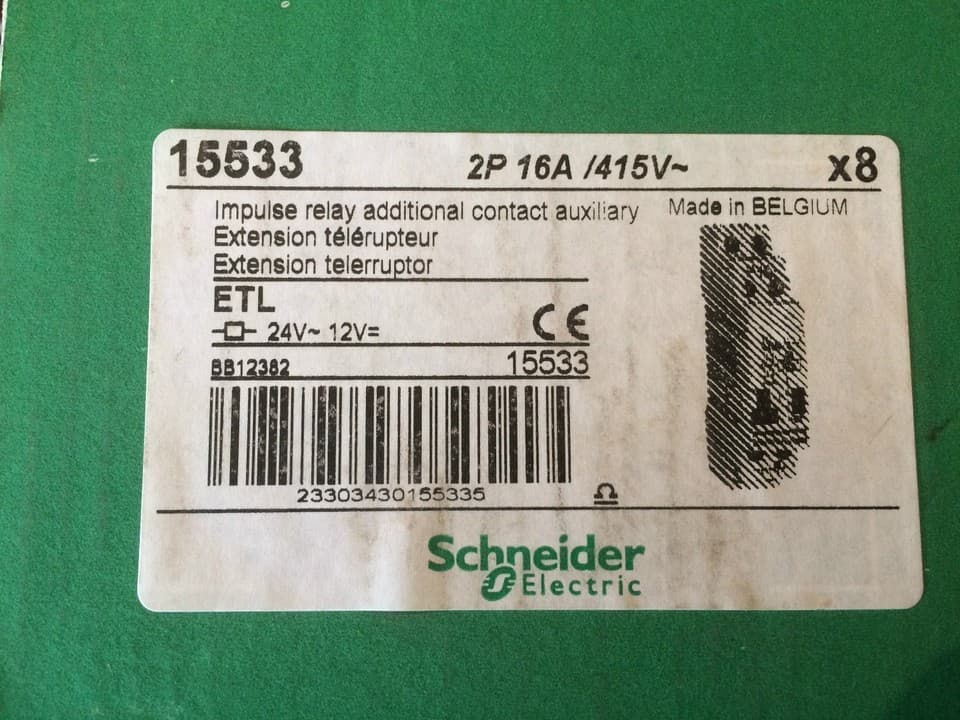 15533 2P 16A /415V~ x8
Impulse relay additional contact auxiliary Made in BELGIUM
Extension télérupteur
Extension telerruptor
ETL
24V~ 12V=
CE
BB12382 15533
23303430155335
Schneider
Electric